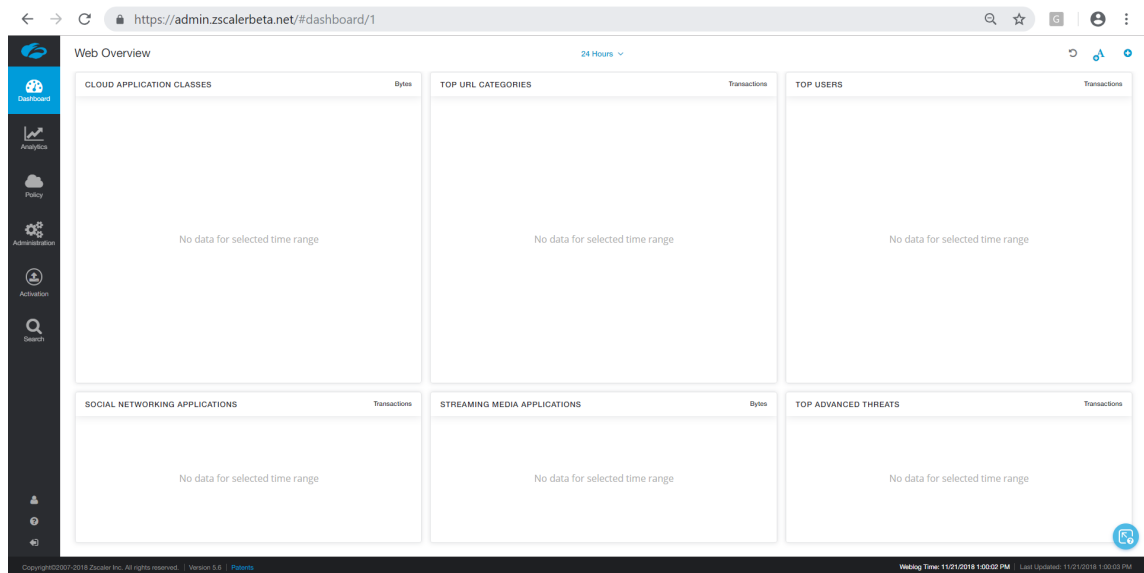 https://admin.zscalerbeta.net/#dashboard/1
G
Web Overview
24 Hours
Dashboard
Analytics
Policy
Administration
Activation
Search
CLOUD APPLICATION CLASSES Bytes
No data for selected time range
TOP URL CATEGORIES Transactions
No data for selected time range
TOP USERS Transactions
No data for selected time range
SOCIAL NETWORKING APPLICATIONS Transactions
No data for selected time range
STREAMING MEDIA APPLICATIONS Bytes
No data for selected time range
TOP ADVANCED THREATS Transactions
No data for selected time range
Copyright©2007-2018 Zscaler Inc. All rights reserved. | Version 5.6 | Patents
Weblog Time: 11/21/2018 1:00:02 PM | Last Updated: 11/21/2018 1:00:03 PM